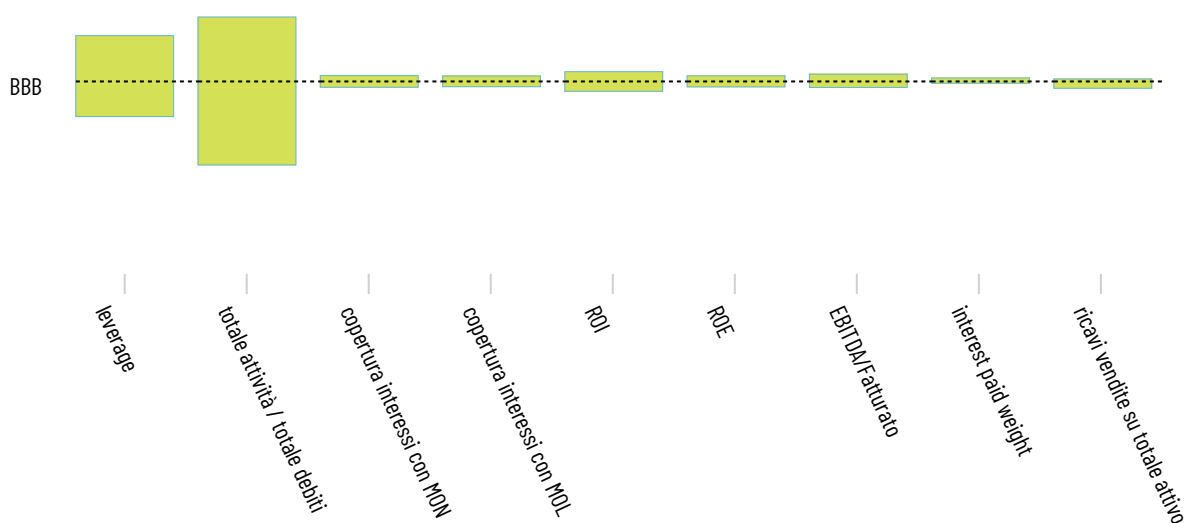 BBB
leverage
totale attività / totale debiti
copertura interessi con MON
copertura interessi con MOL
ROI
ROE
EBITDA/Fatturato
interest paid weight
ricavi vendite su totale attivo